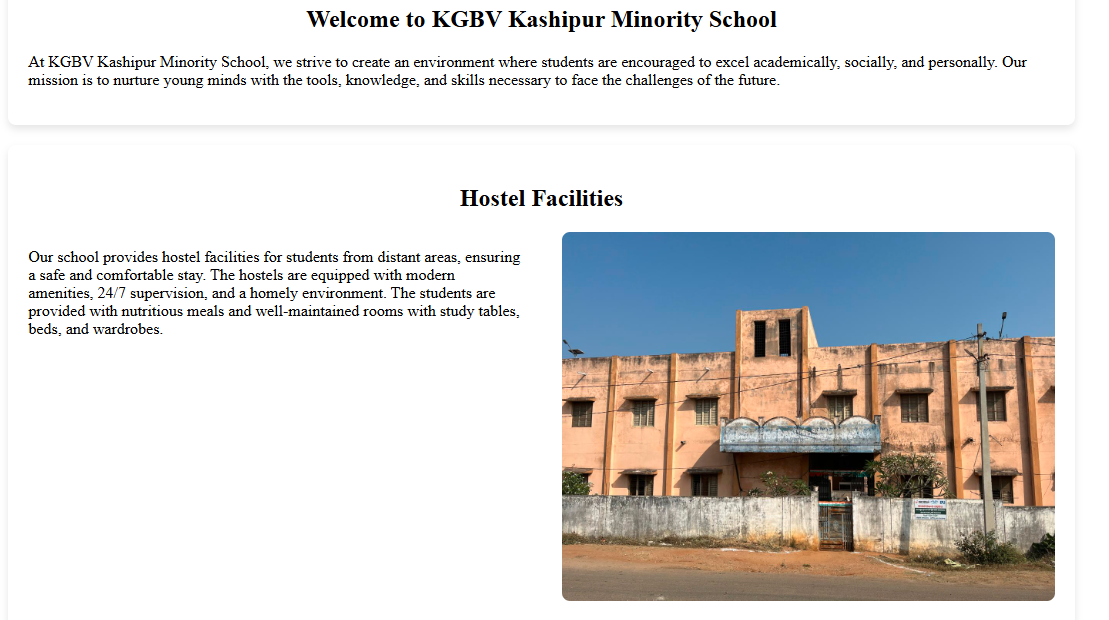 Welcome to KGBV Kashipur Minority School
At KGBV Kashipur Minority School, we strive to create an environment where students are encouraged to excel academically, socially, and personally. Our
mission is to nurture young minds with the tools, knowledge, and skills necessary to face the challenges of the future.
Hostel Facilities
Our school provides hostel facilities for students from distant areas, ensuring
a safe and comfortable stay. The hostels are equipped with modern
amenities, 24/7 supervision, and a homely environment. The students are
provided with nutritious meals and well-maintained rooms with study tables,
beds, and wardrobes.